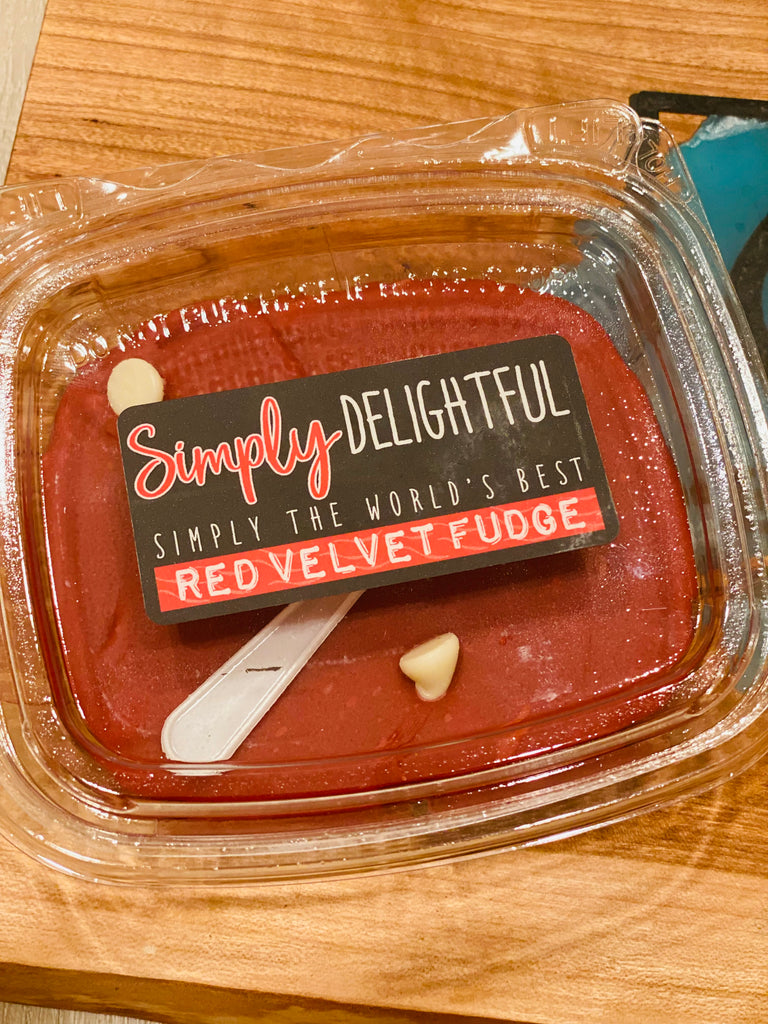 Simply DELIGHTFUL
SIMPLY THE WORLD'S BEST
RED VELVET FUDGE